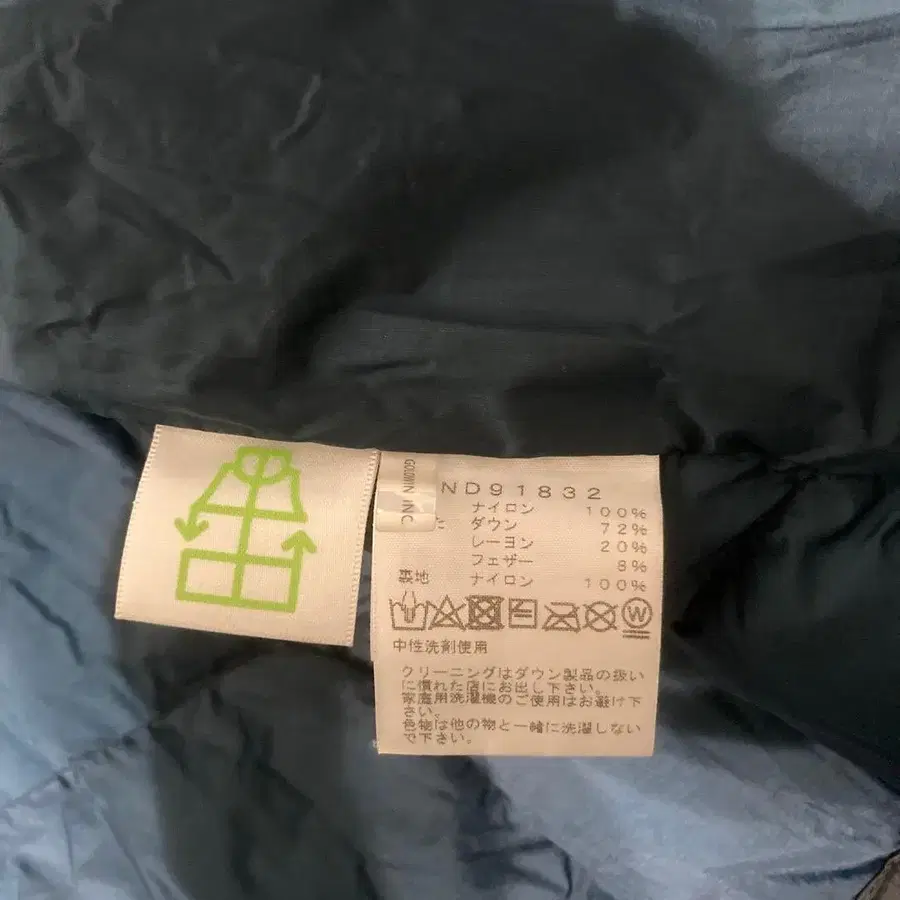 GOLDWIN INC
ND91832
ナイロン 100%
た ダウン 72%
レーヨン 20%
フェザー 8%
裏地 ナイロン 100%
W
中性洗剤使用
クリーニングはダウン製品の扱い
に慣れた店にお出し下さい。
家庭用洗濯機のご使用はお避け下
さい。
色物は他の物と一緒に洗濯しない
で下さい。